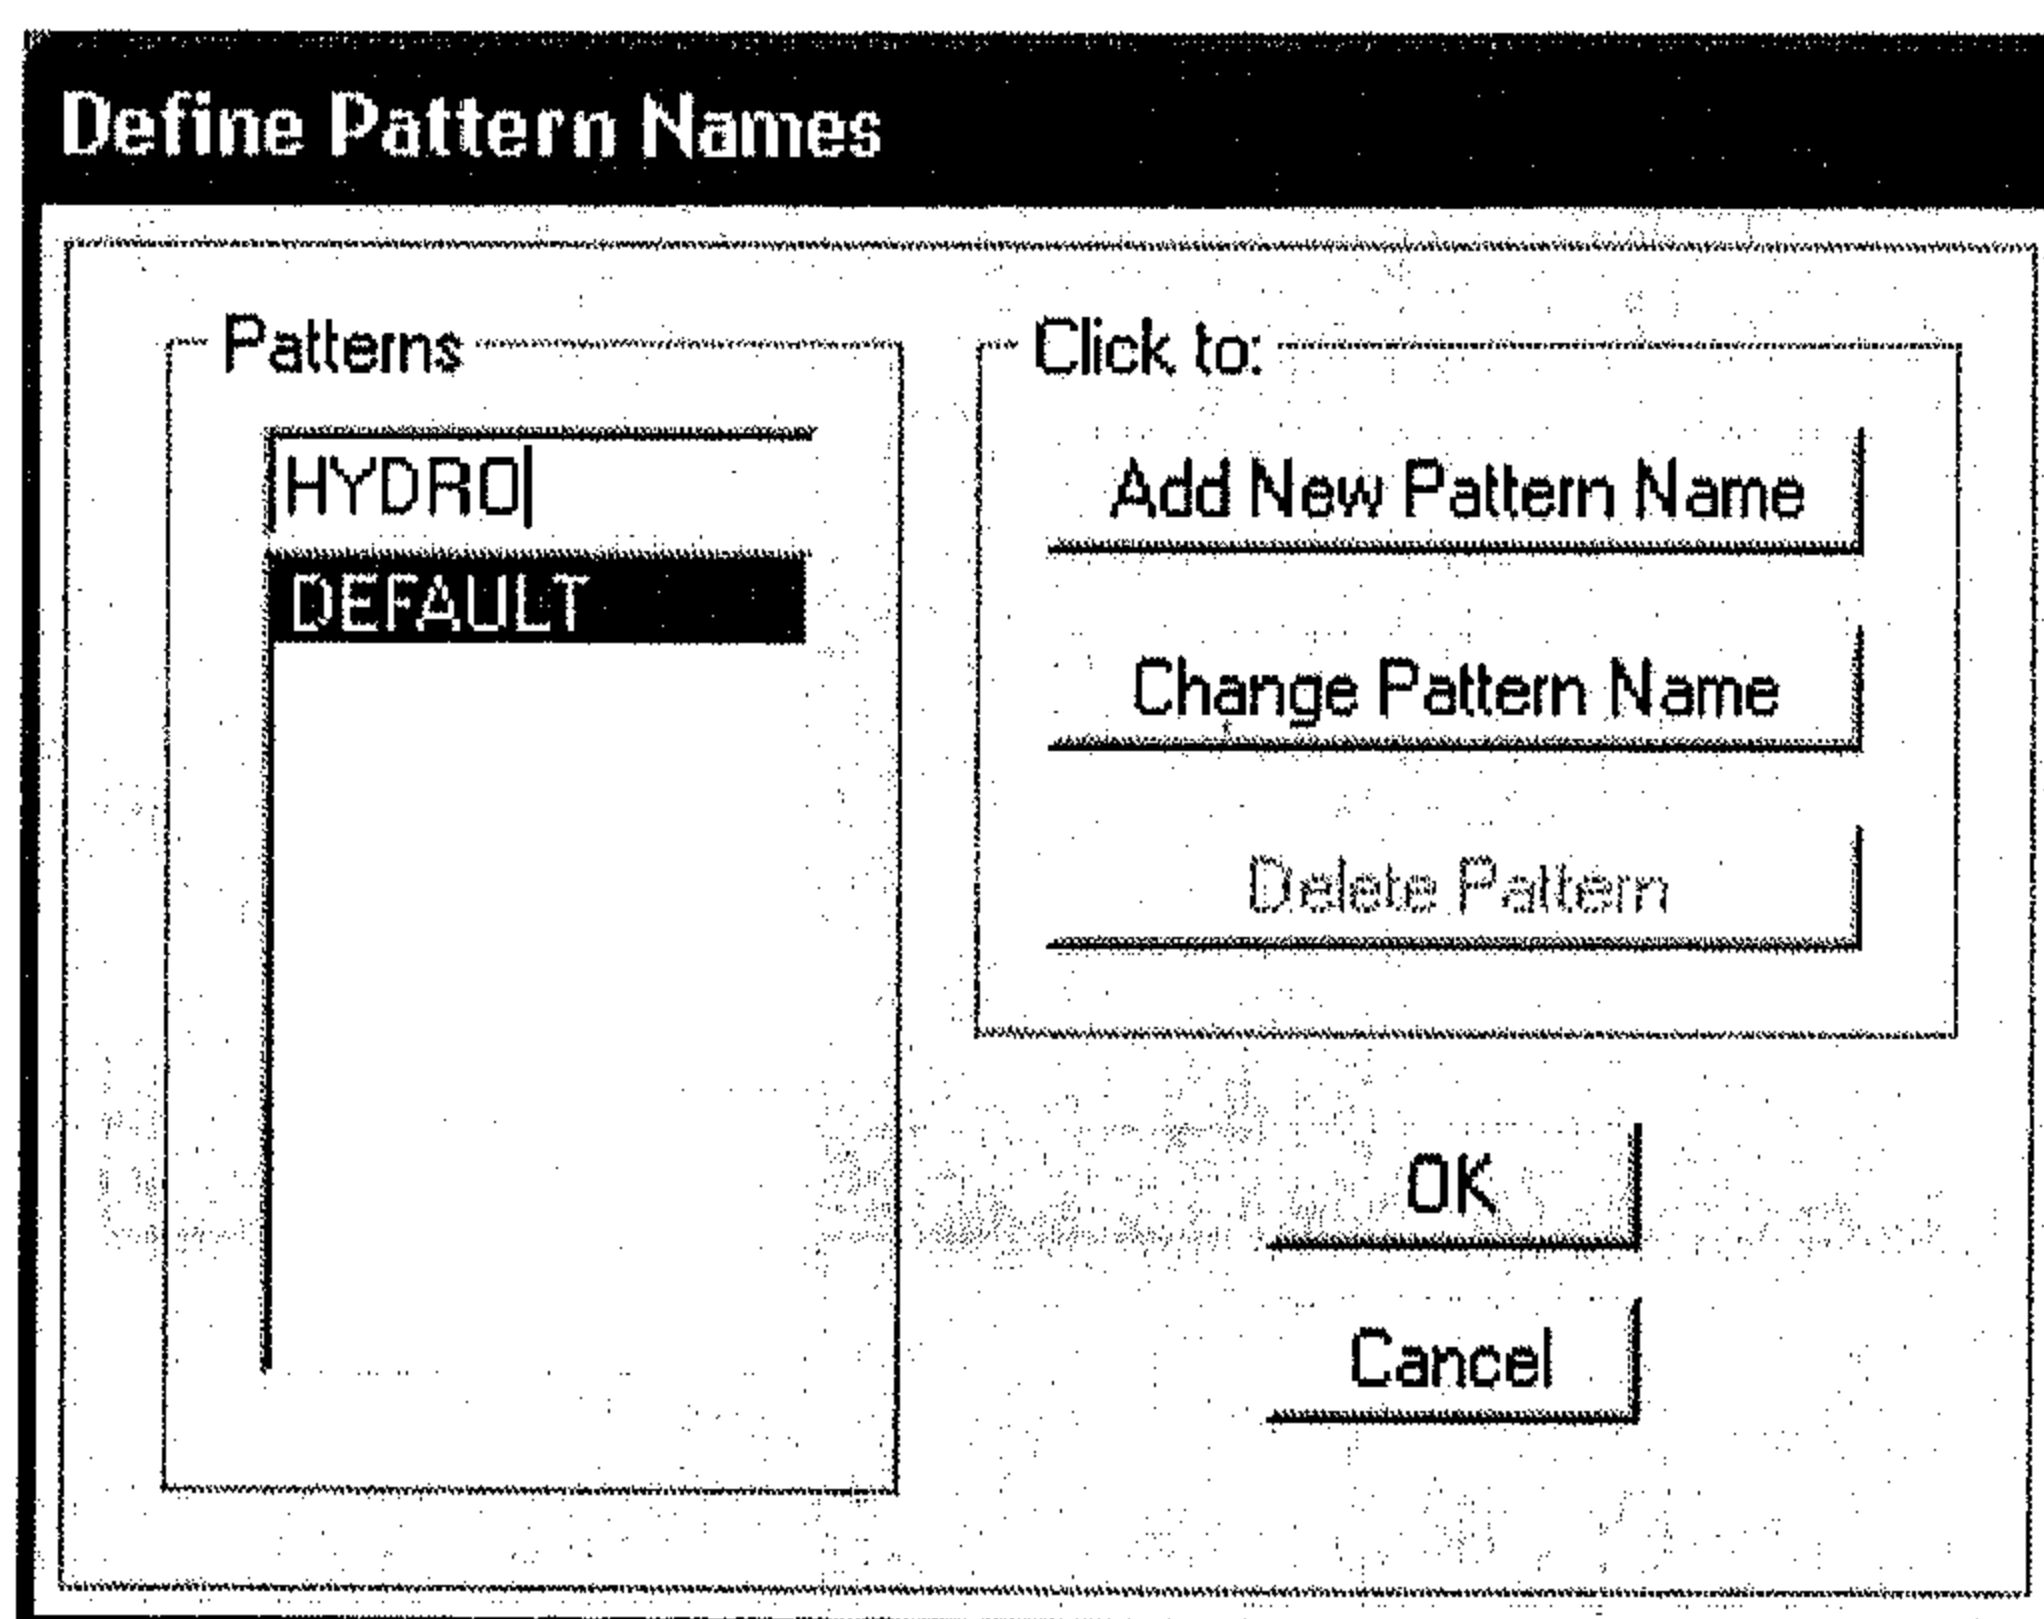 Define Pattern Names
Patterns
HYDRO
DEFAULT
Click to:
Add New Pattern Name
Change Pattern Name
Delete Pattern
OK
Cancel